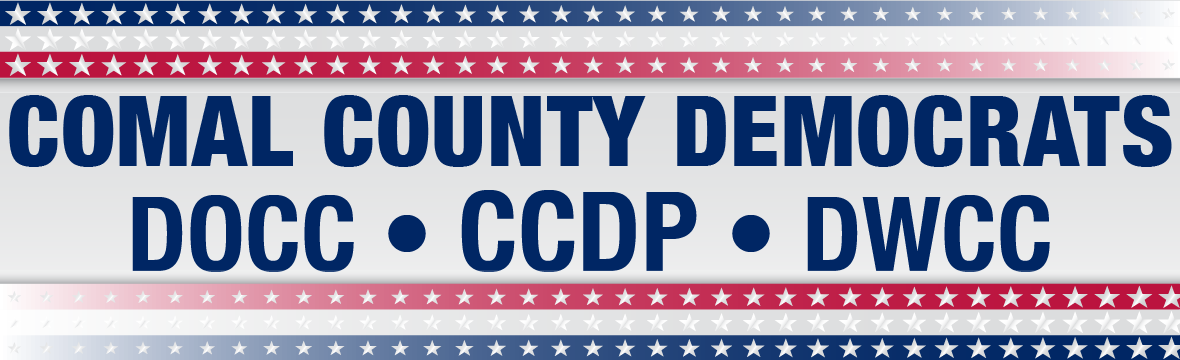 COMAL COUNTY DEMOCRATS
DOCC • CCDP • DWCC